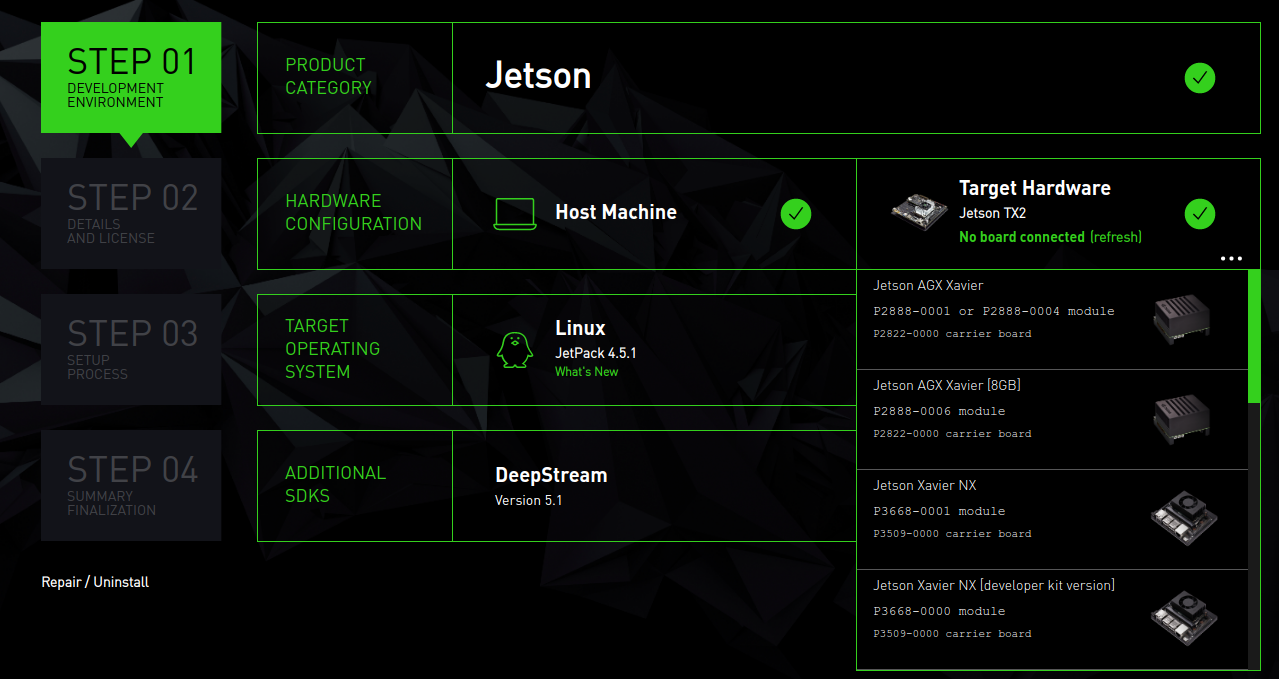 STEP 01
DEVELOPMENT
ENVIRONMENT
STEP 02
DETAILS
AND LICENSE
STEP 03
SETUP
PROCESS
STEP 04
SUMMARY
FINALIZATION
Repair / Uninstall
PRODUCT
CATEGORY
Jetson
HARDWARE
CONFIGURATION
Host Machine
Target Hardware
Jetson TX2
No board connected (refresh)
TARGET
OPERATING
SYSTEM
Linux
JetPack 4.5.1
What's New
ADDITIONAL
SDKS
DeepStream
Version 5.1
Jetson AGX Xavier
P2888-0001 or P2888-0004 module
P2822-0000 carrier board
Jetson AGX Xavier [8GB]
P2888-0006 module
P2822-0000 carrier board
Jetson Xavier NX
P3668-0001 module
P3509-0000 carrier board
Jetson Xavier NX [developer kit version]
P3668-0000 module
P3509-0000 carrier board